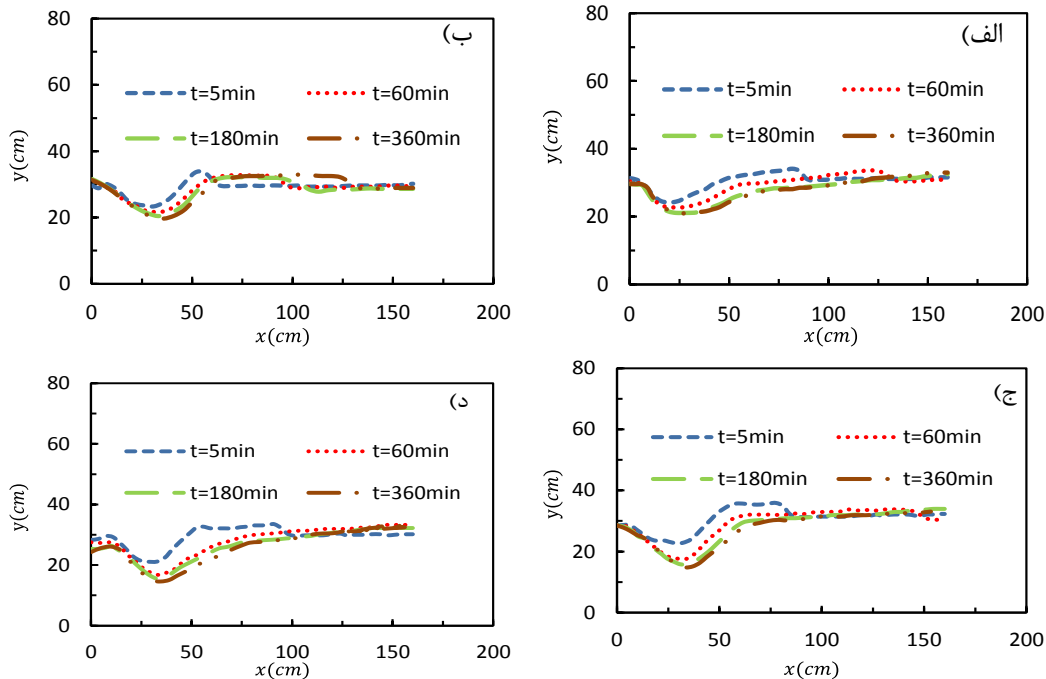 الف)
80
60
40
20
0
y(cm)
t=5min
t=60min
t=180min
t=360min
0 50 100 150 200
x(cm)
ب)
80
60
40
20
0
y(cm)
t=5min
t=60min
t=180min
t=360min
0 50 100 150 200
x(cm)
ج)
80
60
40
20
0
y(cm)
t=5min
t=60min
t=180min
t=360min
0 50 100 150 200
x(cm)
د)
80
60
40
20
0
y(cm)
t=5min
t=60min
t=180min
t=360min
0 50 100 150 200
x(cm)